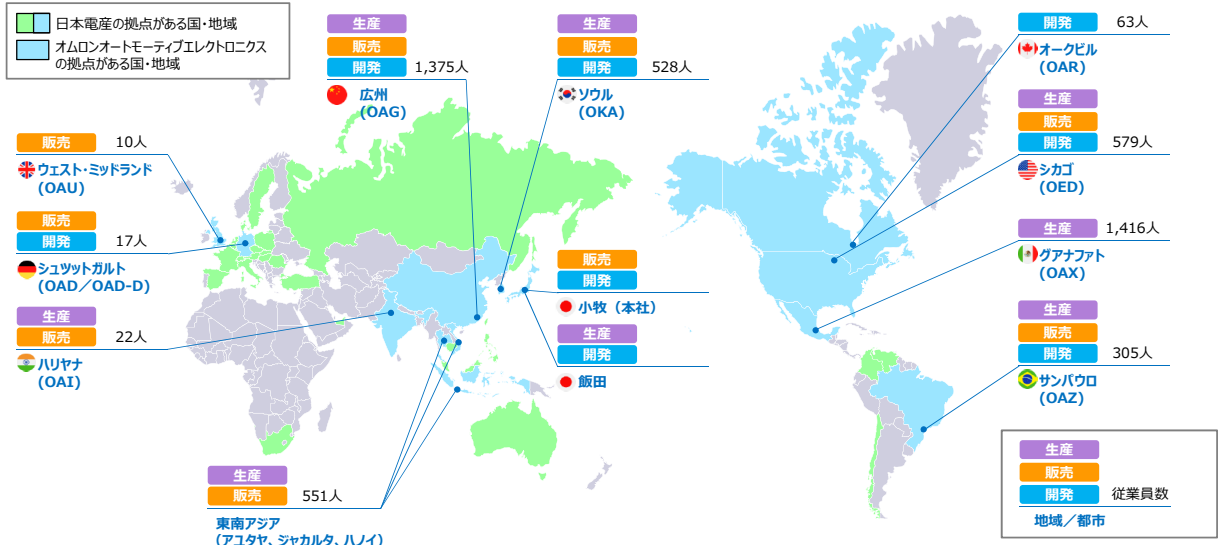 日本電産の拠点がある国・地域
オムロンオートモーティブエレクトロニクス
の拠点がある国・地域
生産
販売
開発 1,375人
広州
(OAG)
生産
販売
開発 528人
ソウル
(OKA)
開発 63人
オークビル
(OAR)
生産
販売
開発 579人
シカゴ
(OED)
販売 10人
ウェスト・ミッドランド
(OAU)
販売
開発 17人
シュツットガルト
(OAD/OAD-D)
生産
販売 22人
ハリヤナ
(OAI)
販売
開発
小牧(本社)
生産
開発
飯田
生産 1,416人
グアナファト
(OAX)
生産
販売
開発 305人
サンパウロ
(OAZ)
生産
販売 551人
東南アジア
(アユタヤ、ジャカルタ、ハノイ)
生産
販売
開発 従業員数
地域/都市